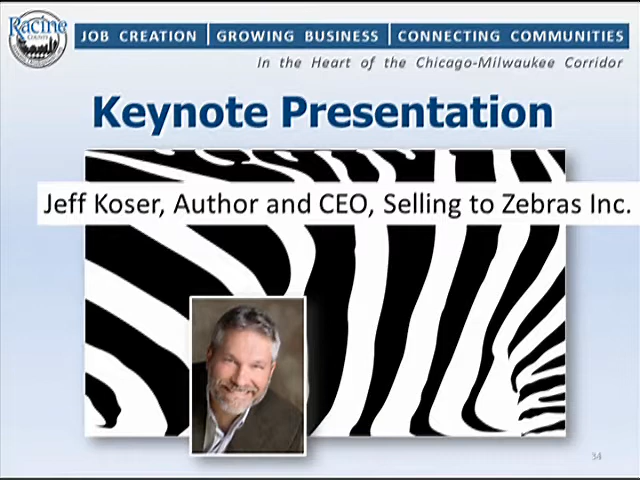 Racine
COUNTY
JOB CREATION | GROWING BUSINESS | CONNECTING COMMUNITIES
In the Heart of the Chicago-Milwaukee Corridor
Keynote Presentation
Jeff Koser, Author and CEO, Selling to Zebras Inc.
34